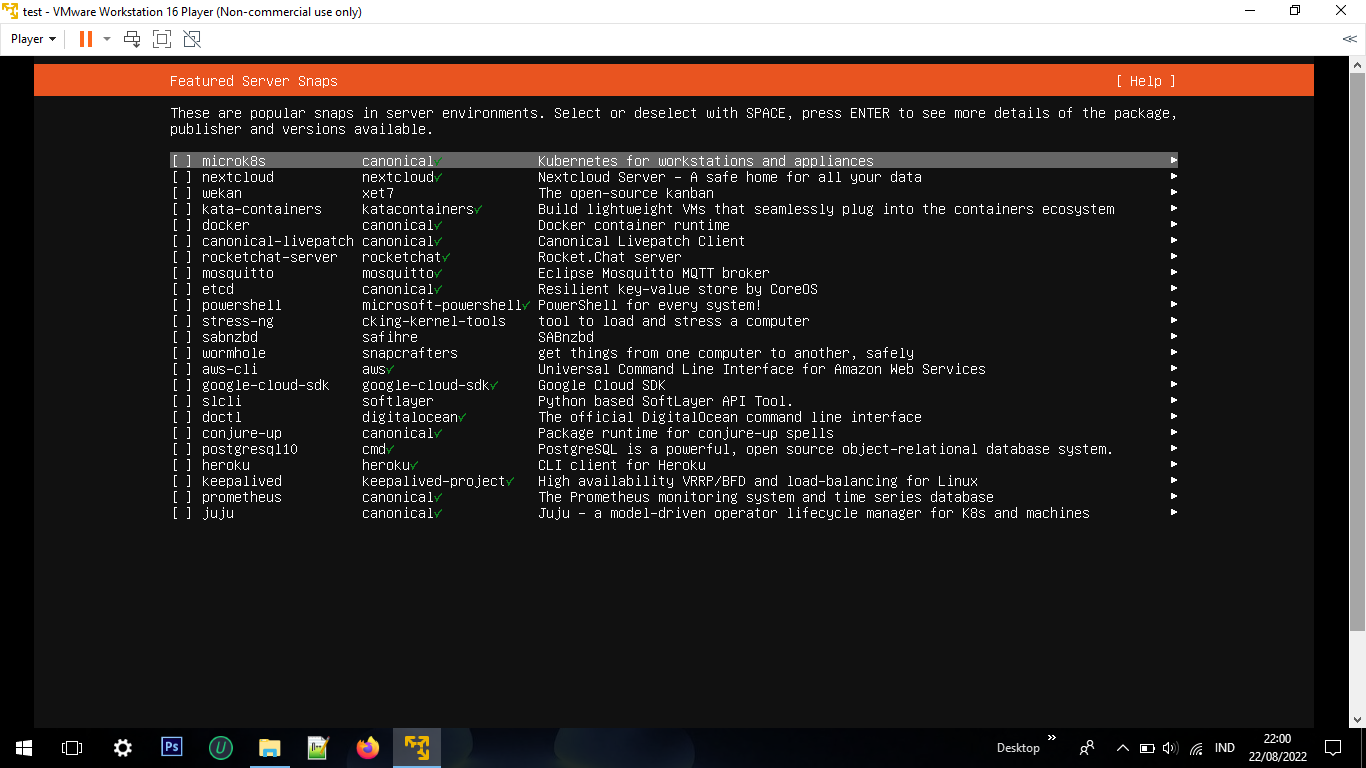 test - VMware Workstation 16 Player (Non-commercial use only)
Player
Featured Server Snaps [ Help ]
These are popular snaps in server environments. Select or deselect with SPACE, press ENTER to see more details of the package,
publisher and versions available.
[ ] microk8s canonical✓ Kubernetes for workstations and appliances ▸
[ ] nextcloud nextcloud✓ Nextcloud Server - A safe home for all your data ▸
[ ] wekan xet7 The open-source kanban ▸
[ ] kata-containers katacontainers✓ Build lightweight VMs that seamlessly plug into the containers ecosystem ▸
[ ] docker canonical✓ Docker container runtime ▸
[ ] canonical-livepatch canonical✓ Canonical Livepatch Client ▸
[ ] rocketchat-server rocketchat✓ Rocket.Chat server ▸
[ ] mosquitto mosquitto✓ Eclipse Mosquitto MQTT broker ▸
[ ] etcd canonical✓ Resilient key-value store by CoreOS ▸
[ ] powershell microsoft-powershell✓ PowerShell for every system! ▸
[ ] stress-ng cking-kernel-tools tool to load and stress a computer ▸
[ ] sabnzbd safihre SABnzbd ▸
[ ] wormhole snapcrafters get things from one computer to another, safely ▸
[ ] aws-cli aws✓ Universal Command Line Interface for Amazon Web Services ▸
[ ] google-cloud-sdk google-cloud-sdk✓ Google Cloud SDK ▸
[ ] slcli softlayer Python based SoftLayer API Tool. ▸
[ ] doctl digitalocean✓ The official DigitalOcean command line interface ▸
[ ] conjure-up canonical✓ Package runtime for conjure-up spells ▸
[ ] postgresql10 cmd✓ PostgreSQL is a powerful, open source object-relational database system. ▸
[ ] heroku heroku✓ CLI client for Heroku ▸
[ ] keepalived keepalived-project✓ High availability VRRP/BFD and load-balancing for Linux ▸
[ ] prometheus canonical✓ The Prometheus monitoring system and time series database ▸
[ ] juju canonical✓ Juju - a model-driven operator lifecycle manager for K8s and machines ▸
Ps
U
Desktop
IND
22:00
22/08/2022